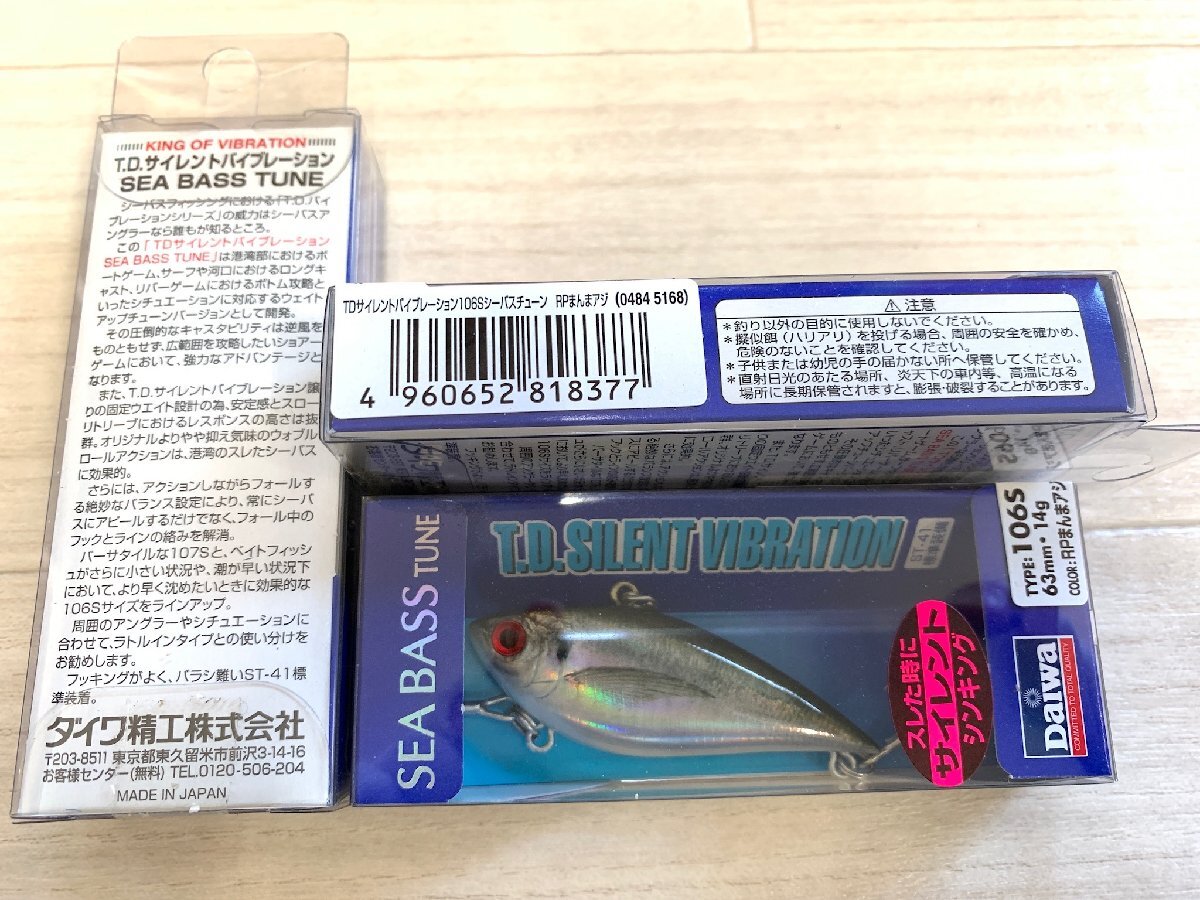 KING OF VIBRATION
T.D.サイレントバイブレーション
SEA BASS TUNE
シーバスフィッシングにおける「T.D.バイ
ブレーションシリーズ」の威力はシーバスア
ングラーなら誰もが知るところ。
この「TDサイレントバイブレーション
SEA BASS TUNE」は港湾部におけるボ
ートゲーム、サーフや河口におけるロングキ
ャスト、リバーゲームにおけるボトム攻略と
いったシチュエーションに対応するウェイト
アップチューンバージョンとして開発。
その圧倒的なキャスタビリティは逆風を
ものともせず、広範囲を攻略したいショアー
ゲームにおいて、強力なアドバンテージと
なります。
また、T.D.サイレントバイブレーション譲
りの固定ウエイト設計の為、安定感とスロー
リトリーブにおけるレスポンスの高さは抜
群。オリジナルよりやや抑え気味のウォブル
ロールアクションは、港湾のスレたシーバス
に効果的。
さらには、アクションしながらフォールす
る絶妙なバランス設定により、常にシーバ
スにアピールするだけでなく、フォール中の
フックとラインの絡みを解消。
バーサタイルな107Sと、ベイトフィッシ
ュがさらに小さい状況や、潮が早い状況下
において、より早く沈めたいときに効果的な
106Sサイズをラインアップ。
周囲のアングラーやシチュエーションに
合わせて、ラトルインタイプとの使い分けを
お勧めします。
フッキングがよく、バラシ難いST-41標
準装着。
ダイワ精工株式会社
〒203-8511 東京都東久留米市前沢3-14-16
お客様センター(無料) TEL.0120-506-204
MADE IN JAPAN
TDサイレントバイブレーション106Sシーバスチューン RPまんまアジ (0484 5168)
4 960652 818377
⚠注意
*釣り以外の目的に使用しないでください。
*擬似餌(ハリアリ)を投げる場合、周囲の安全を確かめ、
危険のないことを確認してください。
*子供または幼児の手の届かない所へ保管してください。
*直射日光のあたる場所、炎天下の車内等、高温になる
場所に長期保管されますと、膨張・破裂することがあります。
SEA BASS TUNE
T.D.SILENT VIBRATION
ST-41
標準装備
TYPE:106S
63mm・14g
COLOR:RPまんまアジ
スレた時に
サイレント
シンキング
Daiwa
COMMITTED TO TOTAL QUALITY